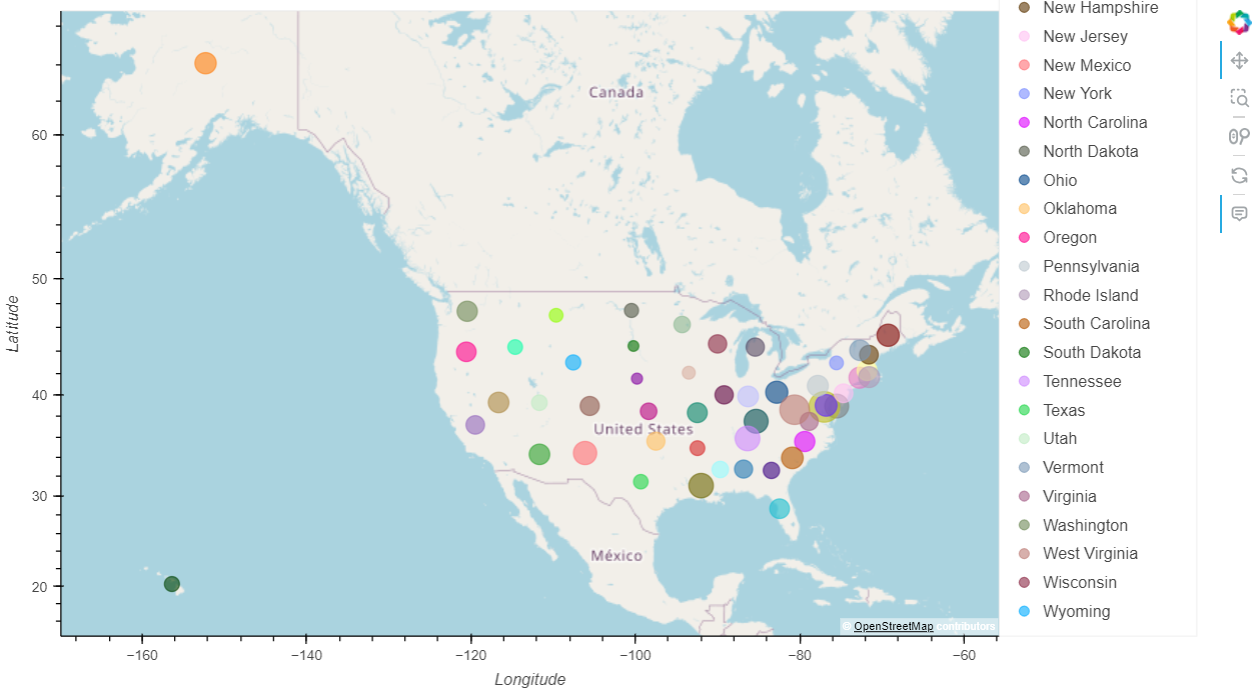 New Hampshire
New Jersey
New Mexico
New York
North Carolina
North Dakota
Ohio
Oklahoma
Oregon
Pennsylvania
Rhode Island
South Carolina
South Dakota
Tennessee
Texas
Utah
Vermont
Virginia
Washington
West Virginia
Wisconsin
Wyoming
Canada
United States
México
60
50
40
30
20
Latitude
© OpenStreetMap contributors
−160
−140
−120
−100
−80
−60
Longitude